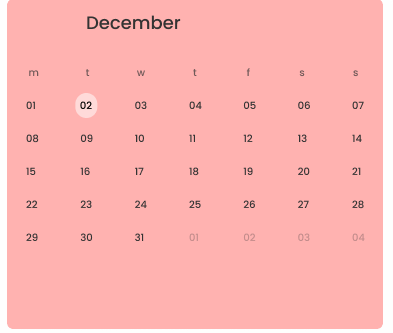 December
m t w t f s s
01 02 03 04 05 06 07
08 09 10 11 12 13 14
15 16 17 18 19 20 21
22 23 24 25 26 27 28
29 30 31 01 02 03 04